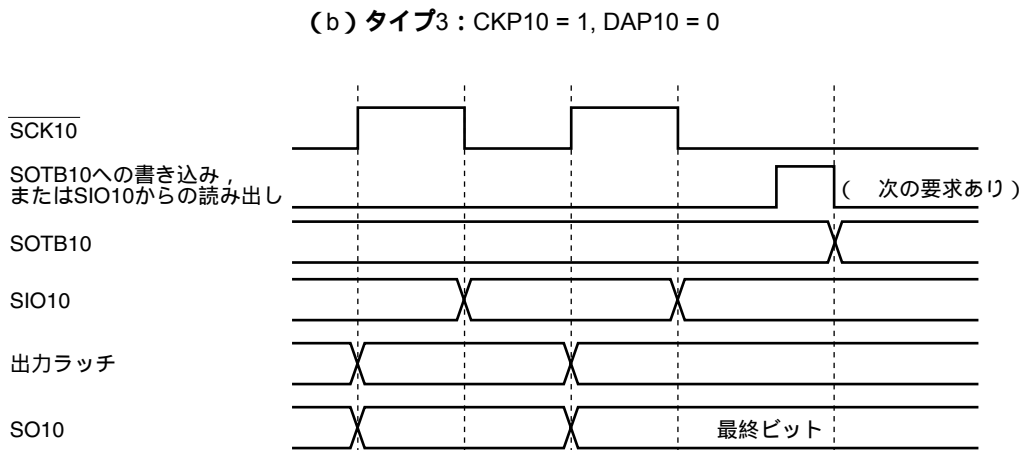 （b）タイプ3：CKP10 = 1, DAP10 = 0
SCK10
SOTB10への書き込み，
またはSIO10からの読み出し
（　次の要求あり）
SOTB10
SIO10
出力ラッチ
SO10
最終ビット